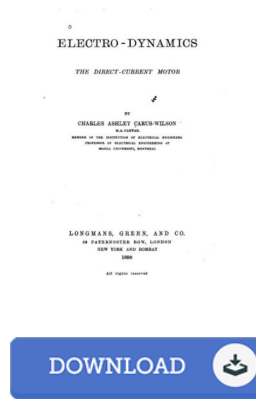 ELECTRO-DYNAMICS
THE DIRECT-CURRENT MOTOR
BY
CHARLES ASHLEY CARUS-WILSON
M.A. CANTAB.
MEMBER OF THE INSTITUTION OF ELECTRICAL ENGINEERS
PROFESSOR OF ELECTRICAL ENGINEERING AT
MCGILL UNIVERSITY, MONTREAL
LONGMANS, GREEN, AND CO.
39 PATERNOSTER ROW, LONDON
NEW YORK AND BOMBAY
1898
All rights reserved
DOWNLOAD